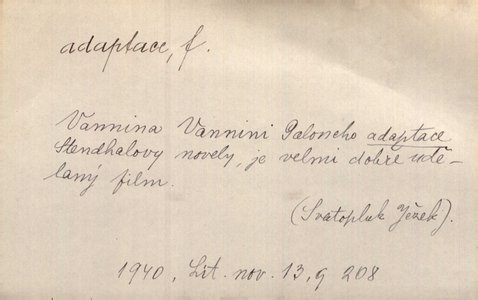 adaptace, f.
Vannina Vannini Paloncho adaptace
Stendhalovy novely, je velmi dobře udě-
laný film.
(Svatopluk Ježek).
1940, Lit. nov. 13, 9 208